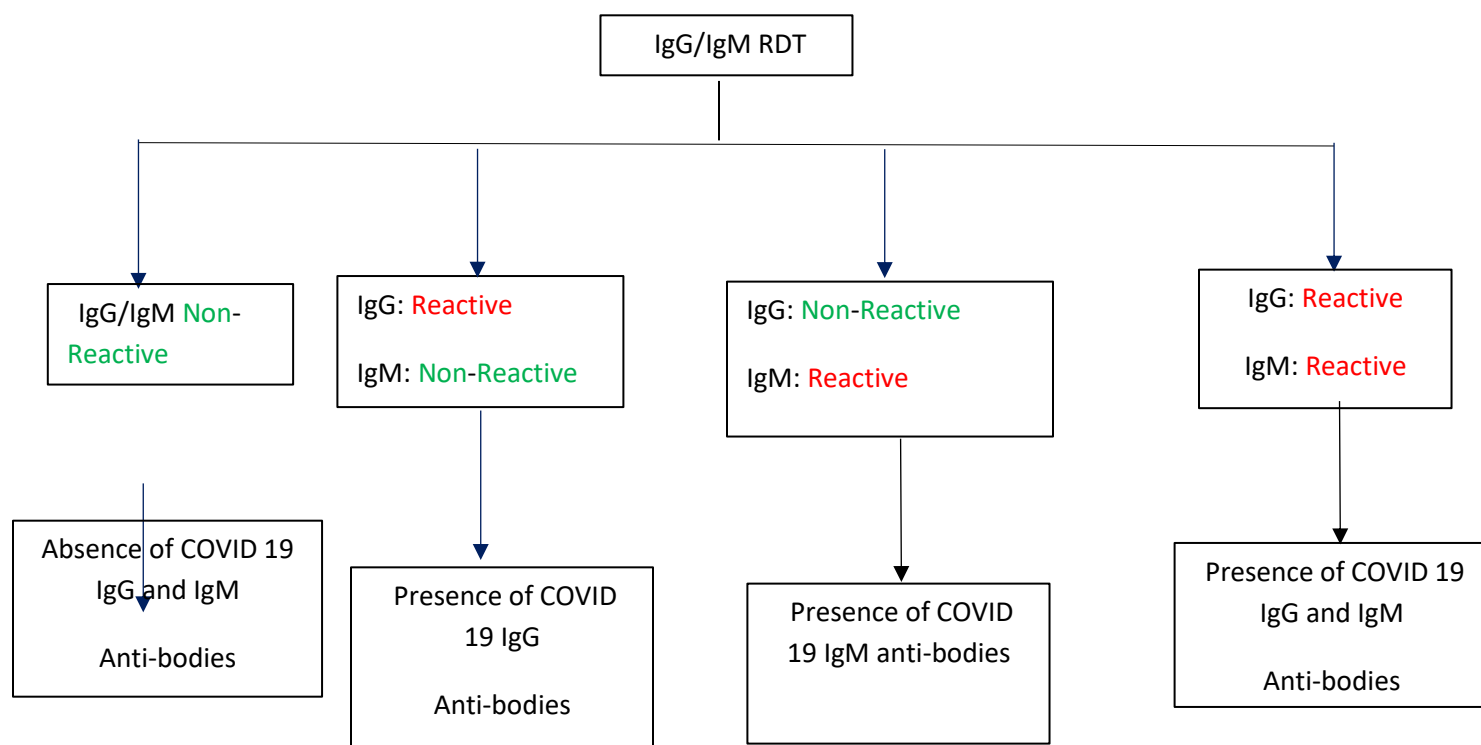 IgG/IgM RDT
IgG/IgM Non-
Reactive
IgG: Reactive
IgM: Non-Reactive
IgG: Non-Reactive
IgM: Reactive
IgG: Reactive
IgM: Reactive
Absence of COVID 19
IgG and IgM
Anti-bodies
Presence of COVID
19 IgG
Anti-bodies
Presence of COVID
19 IgM anti-bodies
Presence of COVID 19
IgG and IgM
Anti-bodies